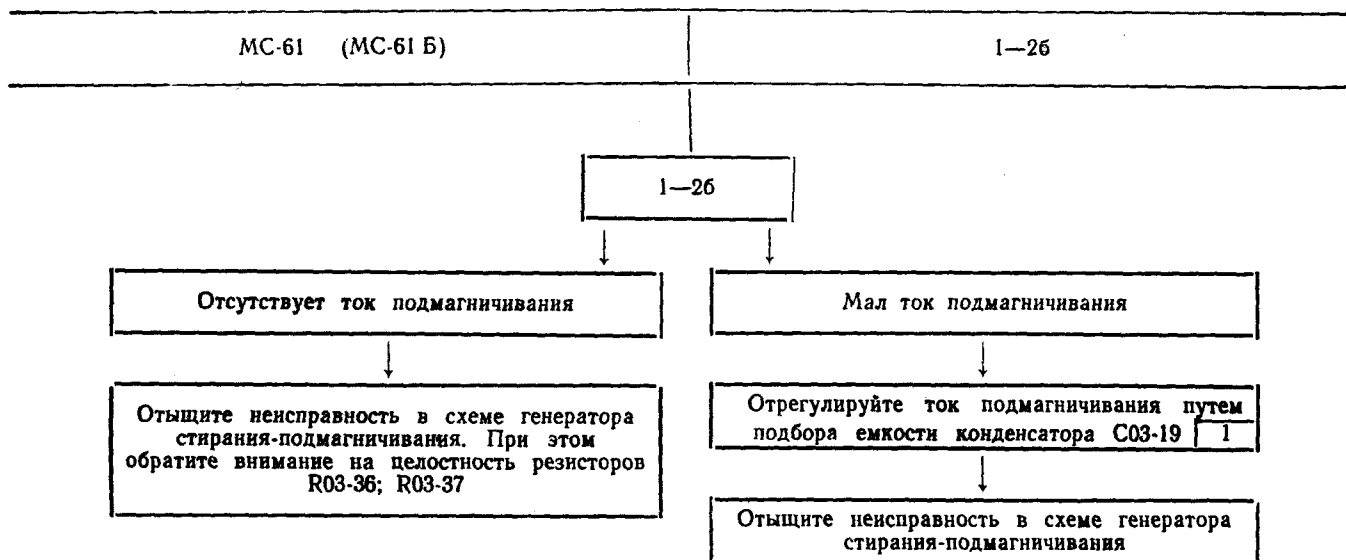 МС-61 (МС-61 Б)
1—2б
1—2б
Отсутствует ток подмагничивания
Мал ток подмагничивания
Отыщите неисправность в схеме генератора
стирания-подмагничивания. При этом
обратите внимание на целостность резисторов
R03-36; R03-37
Отрегулируйте ток подмагничивания путем
подбора емкости конденсатора С03-19 1
Отыщите неисправность в схеме генератора
стирания-подмагничивания